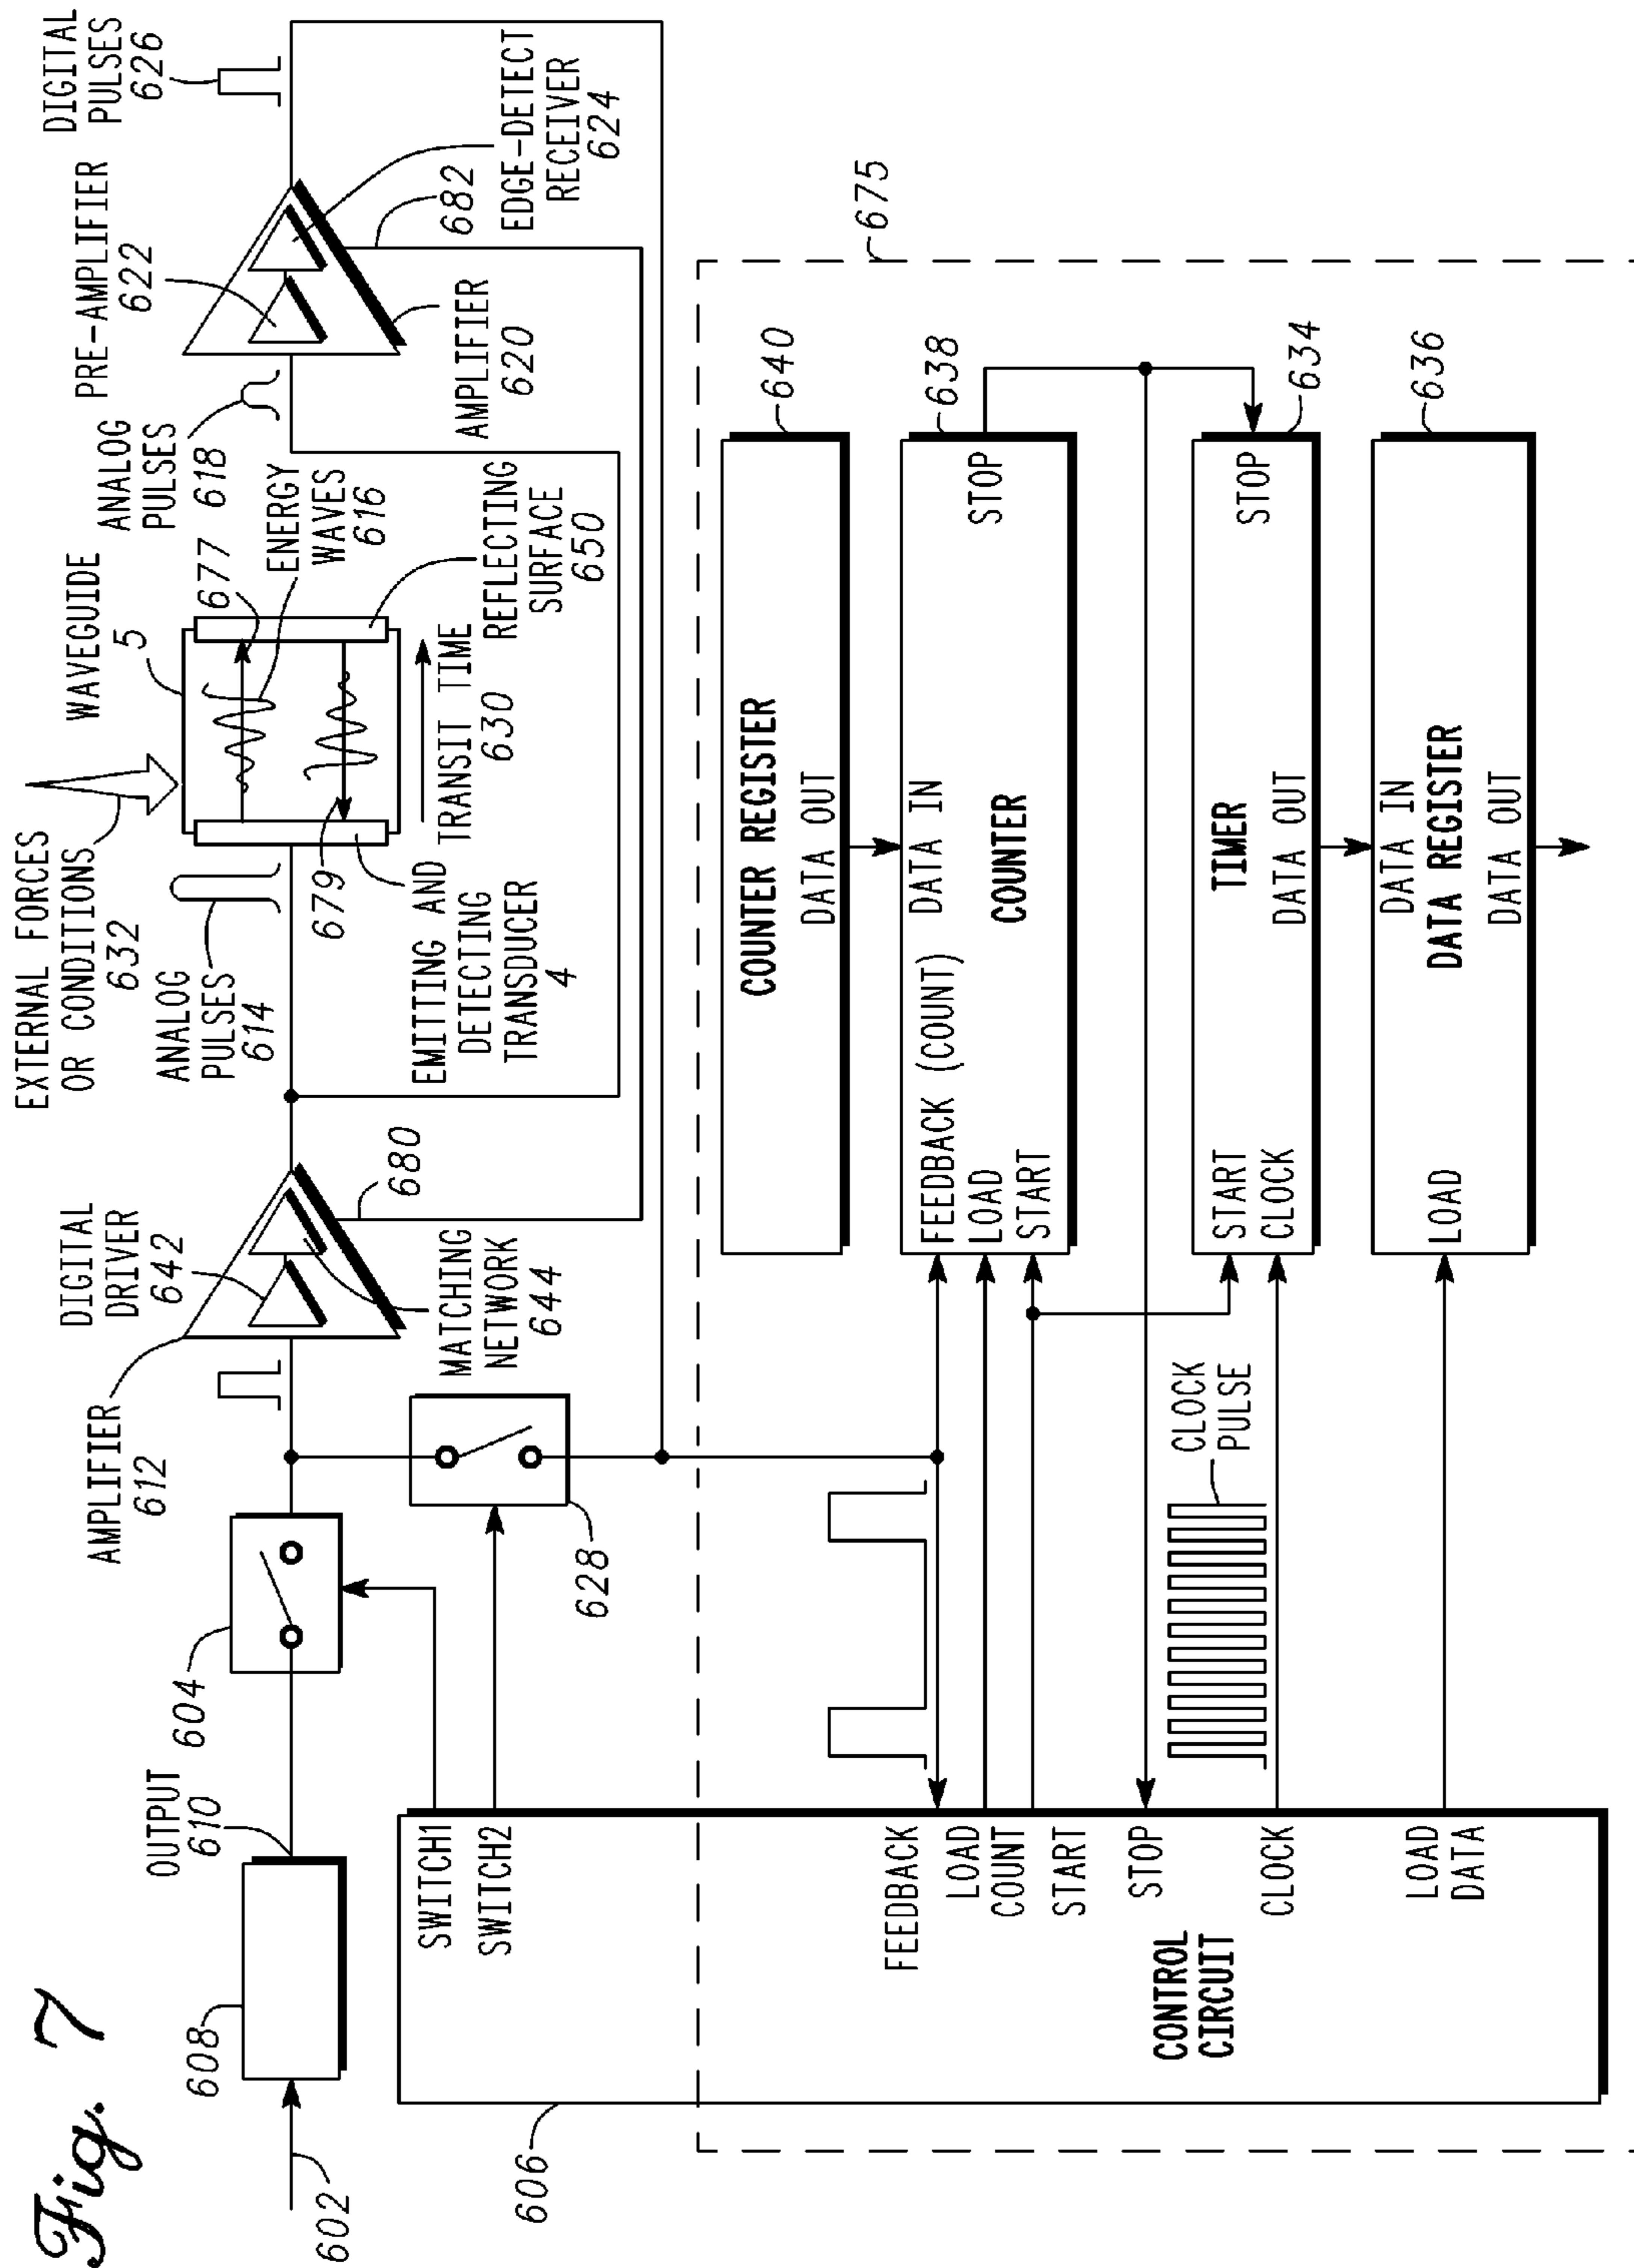 Fig. 7
602
608
OUTPUT
610
604
AMPLIFIER
612
DIGITAL
DRIVER
642
MATCHING
NETWORK
644
680
628
EXTERNAL FORCES
OR CONDITIONS
632
ANALOG
PULSES
614
WAVEGUIDE
5
677
679
ENERGY
WAVES
616
EMITTING AND
DETECTING
TRANSDUCER
4
TRANSIT TIME
630
REFLECTING
SURFACE
650
ANALOG
PULSES
618
PRE-AMPLIFIER
622
AMPLIFIER
620
682
EDGE-DETECT
RECEIVER
624
DIGITAL
PULSES
626
606
SWITCH1
SWITCH2
FEEDBACK
LOAD
COUNT
START
STOP
CLOCK
LOAD
DATA
CONTROL
CIRCUIT
CLOCK
PULSE
675
COUNTER REGISTER
DATA OUT
640
FEEDBACK (COUNT)
LOAD
START
DATA IN
COUNTER
STOP
638
START
CLOCK
TIMER
DATA OUT
STOP
634
LOAD
DATA IN
DATA REGISTER
DATA OUT
636